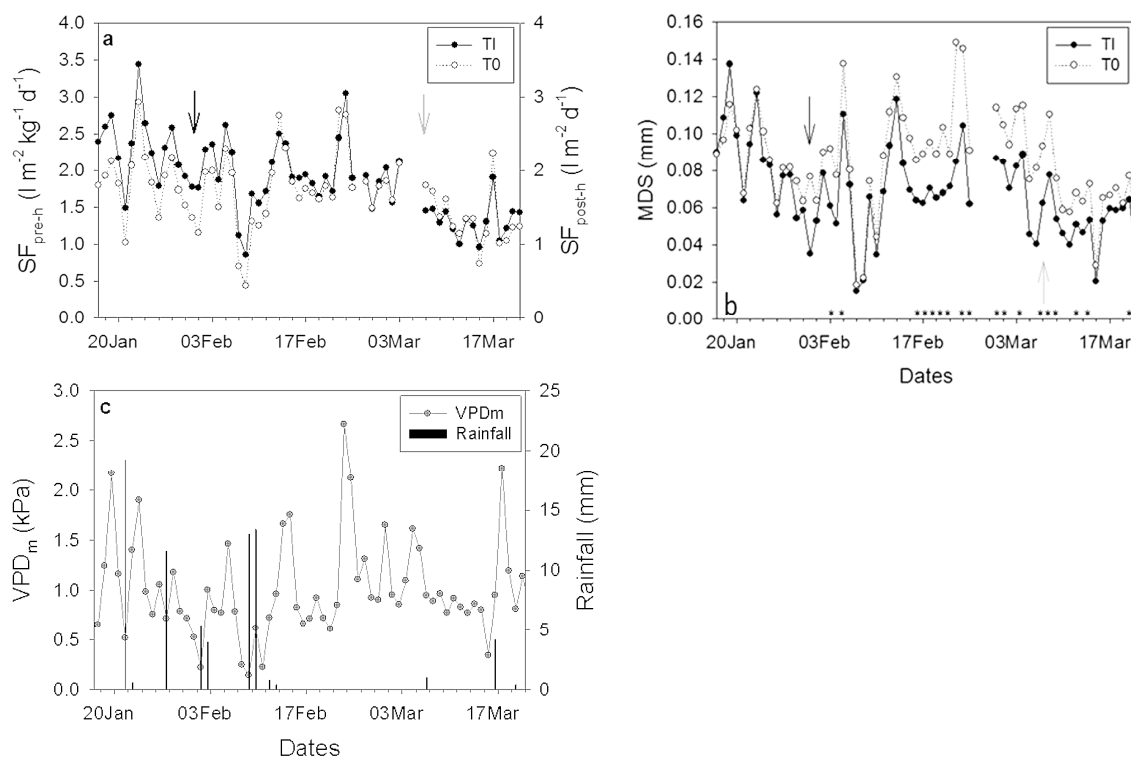 a
TI
T0
SFpre-h (l m-2 kg-1 d-1)
4.0
3.5
3.0
2.5
2.0
1.5
1.0
0.5
0.0
SFpost-h (l m-2 d-1)
4
3
2
1
0
20Jan 03Feb 17Feb 03Mar 17Mar
b
TI
T0
MDS (mm)
0.16
0.14
0.12
0.10
0.08
0.06
0.04
0.02
0.00
* * * * * * * * * * * * * * * * * *
20Jan 03Feb 17Feb 03Mar 17Mar
Dates
c
VPDm
Rainfall
VPDm (kPa)
3.0
2.5
2.0
1.5
1.0
0.5
0.0
Rainfall (mm)
25
20
15
10
5
0
20Jan 03Feb 17Feb 03Mar 17Mar
Dates